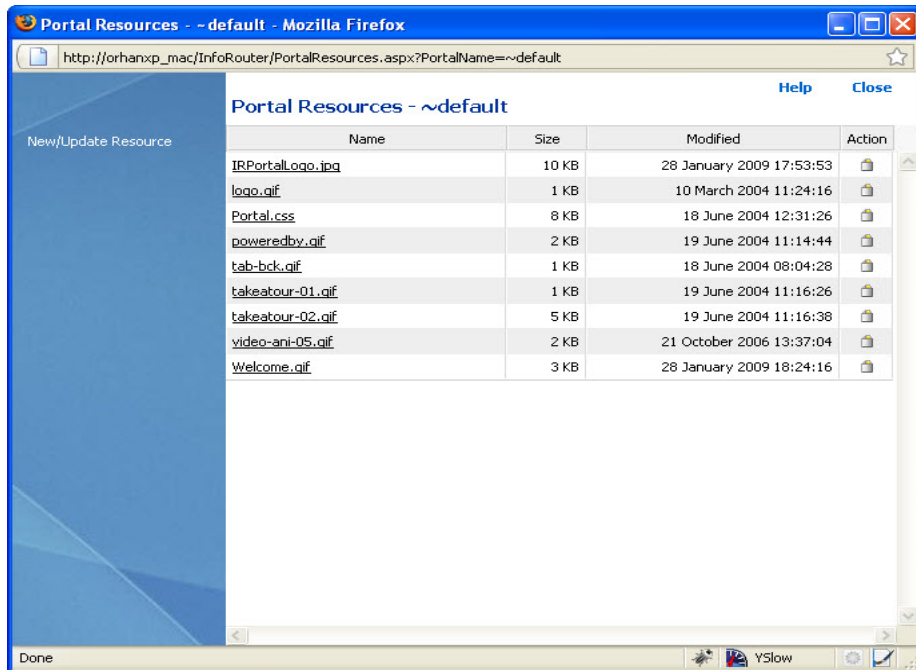 Portal Resources - ~default - Mozilla Firefox
http://orhanxp_mac/InfoRouter/PortalResources.aspx?PortalName=~default
Help Close
Portal Resources - ~default
New/Update Resource
Name Size Modified Action
IRPortalLogo.jpg 10 KB 28 January 2009 17:53:53
logo.gif 1 KB 10 March 2004 11:24:16
Portal.css 8 KB 18 June 2004 12:31:26
poweredby.gif 2 KB 19 June 2004 11:14:44
tab-bck.gif 1 KB 18 June 2004 08:04:28
takeatour-01.gif 1 KB 19 June 2004 11:16:26
takeatour-02.gif 5 KB 19 June 2004 11:16:38
video-ani-05.gif 2 KB 21 October 2006 13:37:04
Welcome.gif 3 KB 28 January 2009 18:24:16
Done YSlow